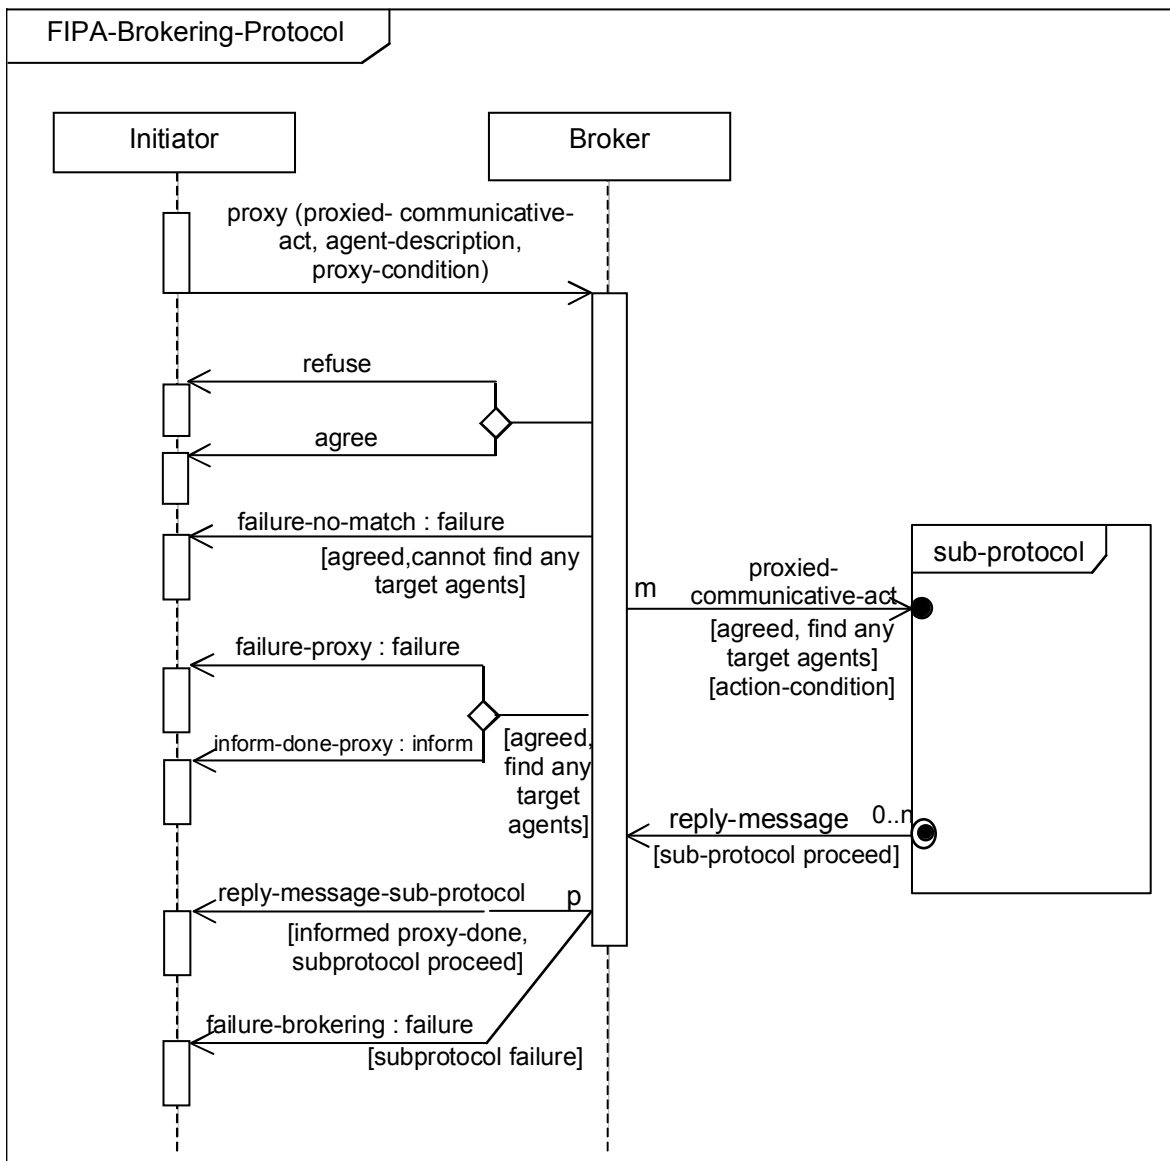 FIPA-Brokering-Protocol
Initiator
Broker
proxy (proxied- communicative-
act, agent-description,
proxy-condition)
refuse
agree
failure-no-match : failure
[agreed,cannot find any
target agents]
sub-protocol
m
proxied-
communicative-act
[agreed, find any
target agents]
[action-condition]
failure-proxy : failure
inform-done-proxy : inform
[agreed,
find any
target
agents]
reply-message
0..n
[sub-protocol proceed]
reply-message-sub-protocol
p
[informed proxy-done,
subprotocol proceed]
failure-brokering : failure
[subprotocol failure]